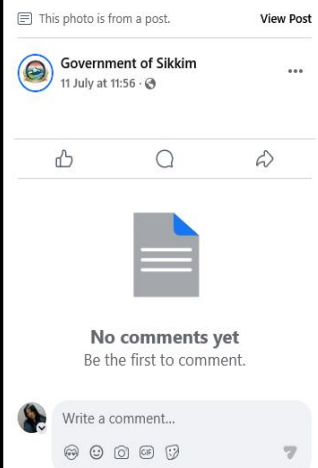 This photo is from a post. View Post
Government of Sikkim
11 July at 11:56 ·
No comments yet
Be the first to comment.
Write a comment...
GIF